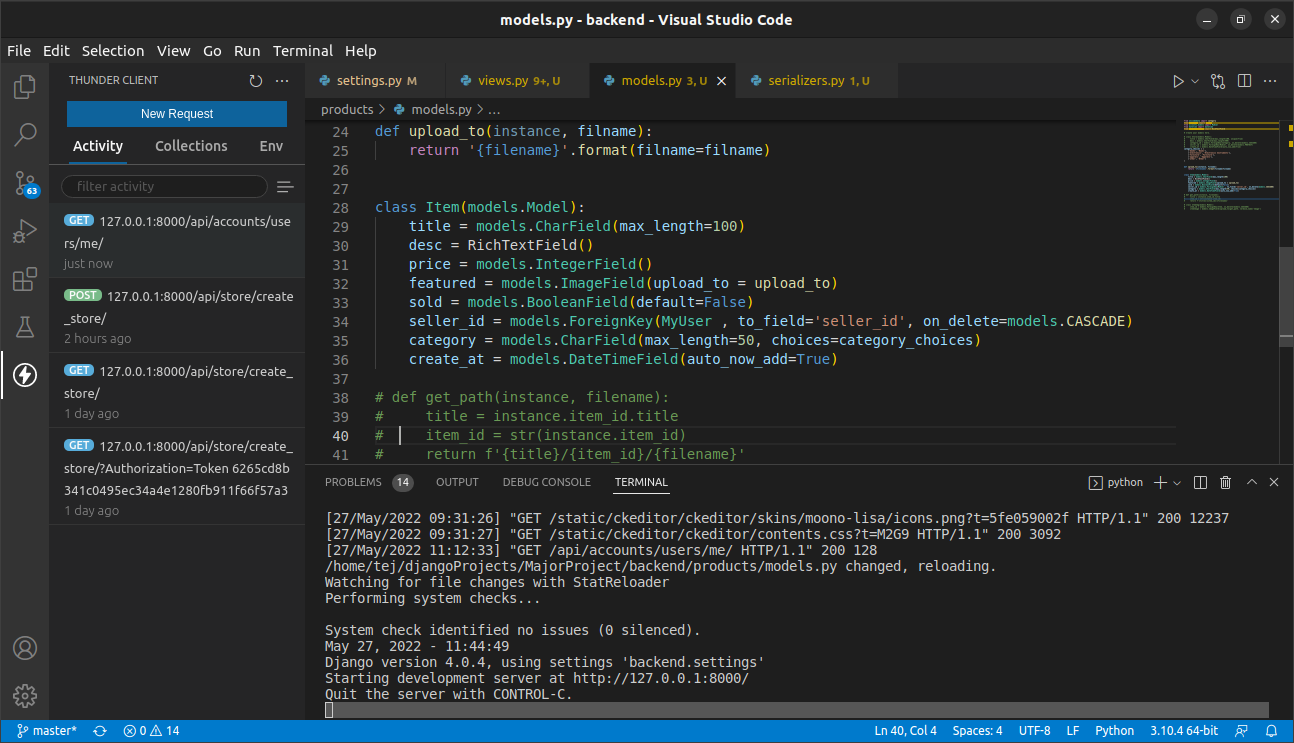 models.py - backend - Visual Studio Code
File Edit Selection View Go Run Terminal Help
THUNDER CLIENT
New Request
Activity Collections Env
filter activity
GET 127.0.0.1:8000/api/accounts/use
rs/me/
just now
POST 127.0.0.1:8000/api/store/create
_store/
2 hours ago
GET 127.0.0.1:8000/api/store/create_
store/
1 day ago
GET 127.0.0.1:8000/api/store/create_
store/?Authorization=Token 6265cd8b
341c0495ec34a4e1280fb911f66f57a3
1 day ago
63
settings.py M views.py 9+, U models.py 3, U serializers.py 1, U
products > models.py > ...
24 def upload_to(instance, filname):
25     return '{filename}'.format(filname=filname)
26
27
28 class Item(models.Model):
29     title = models.CharField(max_length=100)
30     desc = RichTextField()
31     price = models.IntegerField()
32     featured = models.ImageField(upload_to = upload_to)
33     sold = models.BooleanField(default=False)
34     seller_id = models.ForeignKey(MyUser , to_field='seller_id', on_delete=models.CASCADE)
35     category = models.CharField(max_length=50, choices=category_choices)
36     create_at = models.DateTimeField(auto_now_add=True)
37
38 # def get_path(instance, filename):
39 #     title = instance.item_id.title
40 #     item_id = str(instance.item_id)
41 #     return f'{title}/{item_id}/{filename}'
PROBLEMS 14 OUTPUT DEBUG CONSOLE TERMINAL python
[27/May/2022 09:31:26] "GET /static/ckeditor/ckeditor/skins/moono-lisa/icons.png?t=5fe059002f HTTP/1.1" 200 12237
[27/May/2022 09:31:27] "GET /static/ckeditor/ckeditor/contents.css?t=M2G9 HTTP/1.1" 200 3092
[27/May/2022 11:12:33] "GET /api/accounts/users/me/ HTTP/1.1" 200 128
/home/tej/djangoProjects/MajorProject/backend/products/models.py changed, reloading.
Watching for file changes with StatReloader
Performing system checks...
System check identified no issues (0 silenced).
May 27, 2022 - 11:44:49
Django version 4.0.4, using settings 'backend.settings'
Starting development server at http://127.0.0.1:8000/
Quit the server with CONTROL-C.
master* 0 14 Ln 40, Col 4 Spaces: 4 UTF-8 LF Python 3.10.4 64-bit